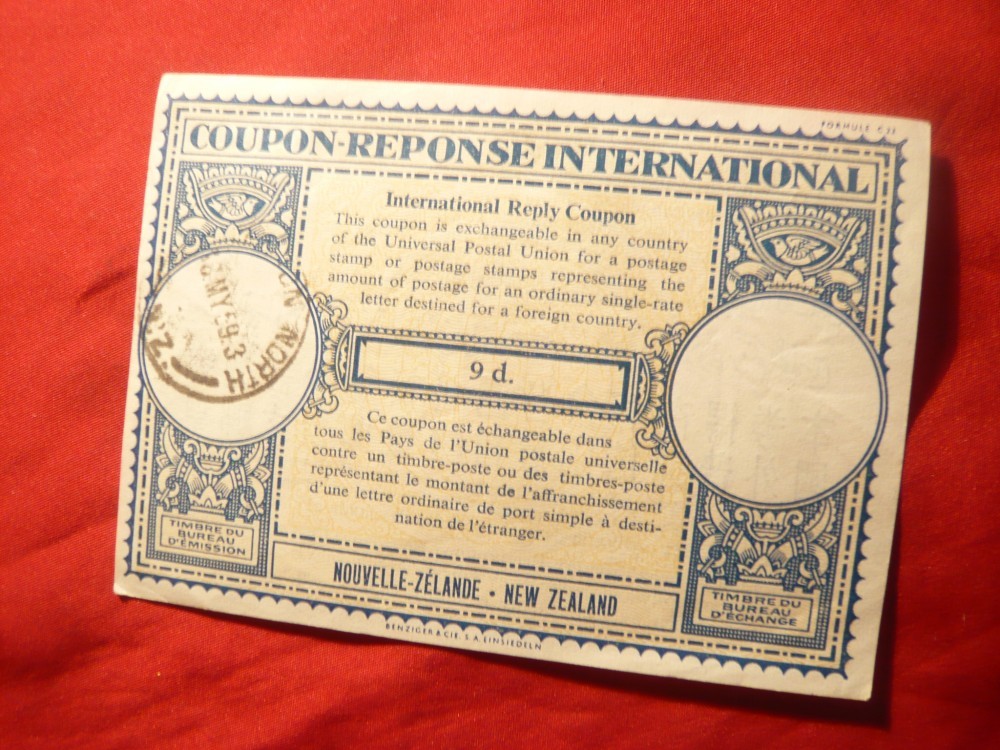 FORMULE C 22
COUPON-REPONSE INTERNATIONAL
International Reply Coupon
This coupon is exchangeable in any country
of the Universal Postal Union for a postage
stamp or postage stamps representing the
amount of postage for an ordinary single-rate
letter destined for a foreign country.
NORTH
N.Z.
9 d.
Ce coupon est échangeable dans
tous les Pays de l'Union postale universelle
contre un timbre-poste ou des timbres-poste
représentant le montant de l'affranchissement
d'une lettre ordinaire de port simple à desti-
nation de l'étranger.
TIMBRE DU
BUREAU
D'ÉMISSION
NOUVELLE-ZÉLANDE • NEW ZEALAND
TIMBRE DU
BUREAU
D'ÉCHANGE
BENZIGER & CIE. S.A. EINSIEDELN